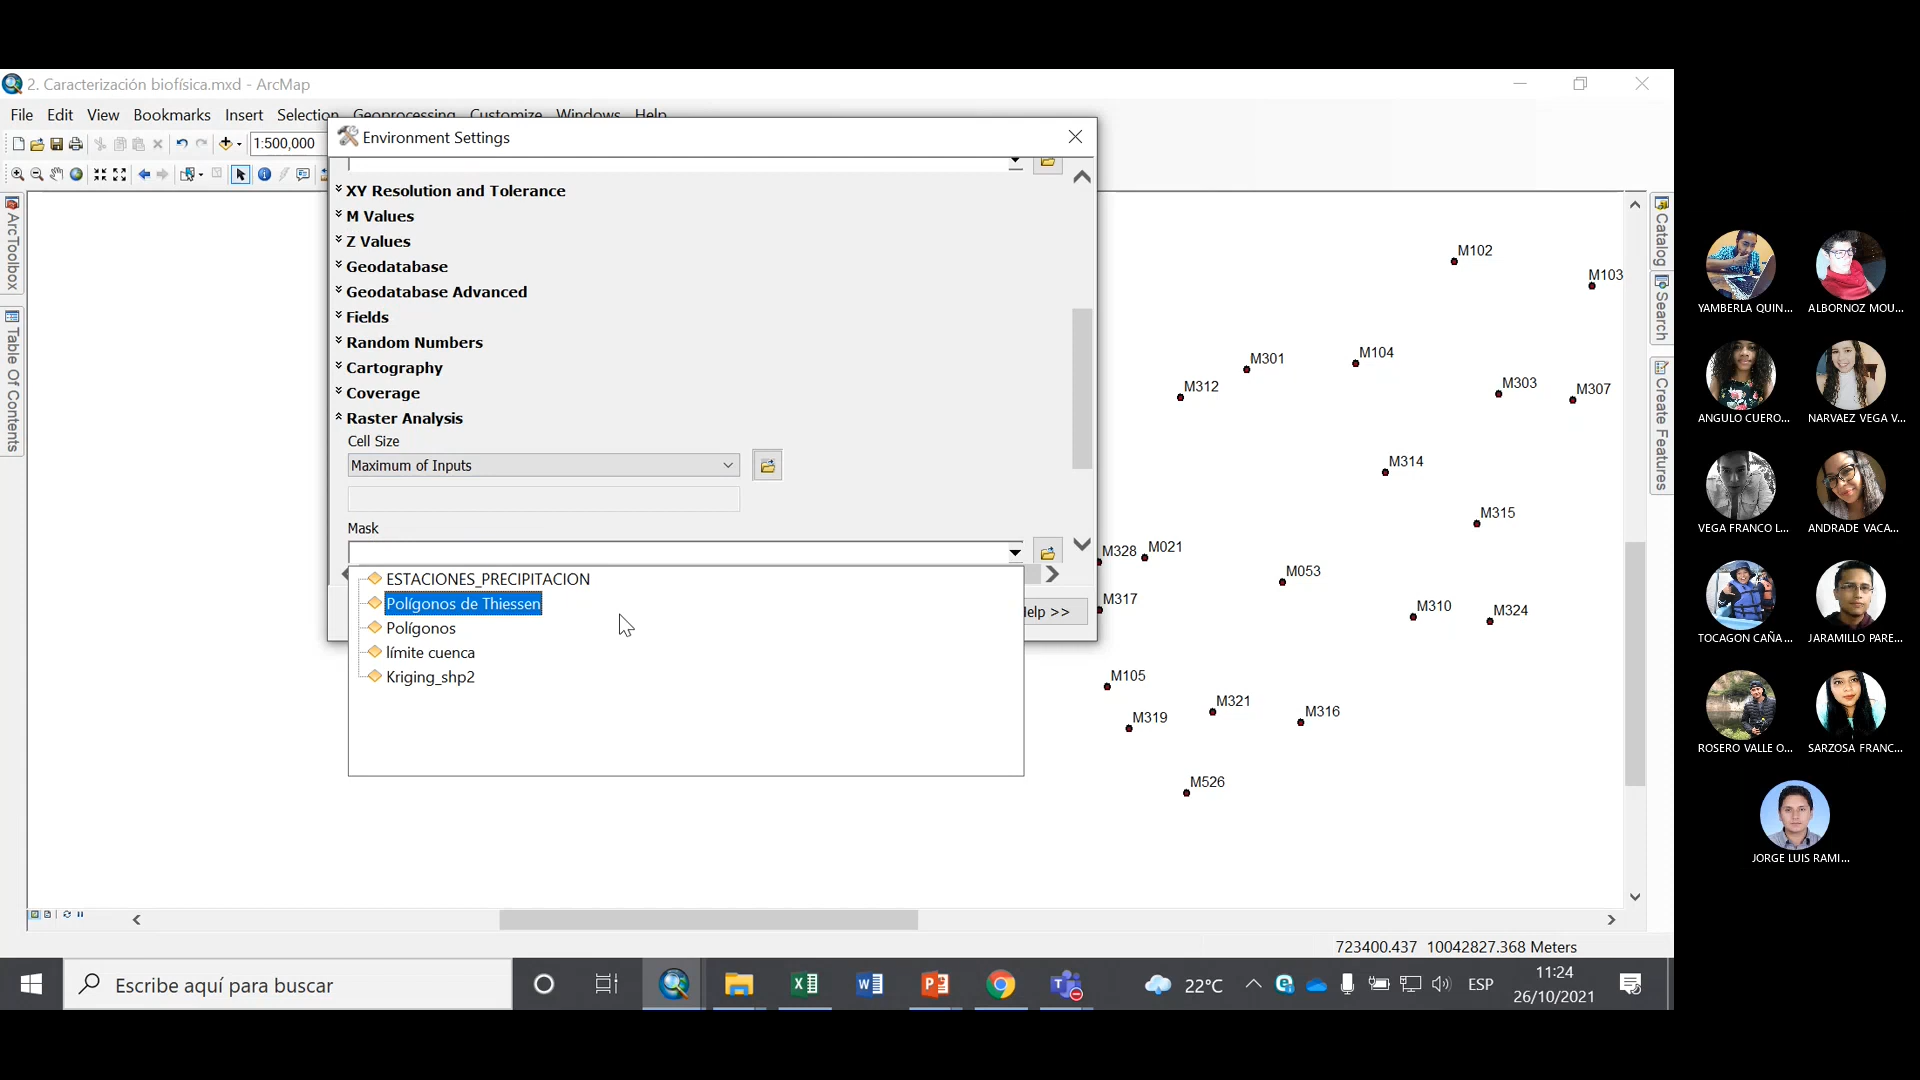 2. Caracterización biofísica.mxd - ArcMap
File Edit View Bookmarks Insert Selection Geoprocessing Customize Windows Help
1:500,000
Environment Settings
XY Resolution and Tolerance
M Values
Z Values
Geodatabase
Geodatabase Advanced
Fields
Random Numbers
Cartography
Coverage
Raster Analysis
Cell Size
Maximum of Inputs
Mask
ESTACIONES_PRECIPITACION
Polígonos de Thiessen
Polígonos
límite cuenca
Kriging_shp2
Help >>
ArcToolbox
Table Of Contents
M102
M103
M301
M104
M312
M303
M307
M314
M315
M328
M021
M053
M317
M310
M324
M105
M321
M319
M316
M526
Catalog
Search
Create Features
723400.437 10042827.368 Meters
YAMBERLA QUIN...
ALBORNOZ MOU...
ANGULO CUERO...
NARVAEZ VEGA V...
VEGA FRANCO L...
ANDRADE VACA...
TOCAGON CAÑA...
JARAMILLO PARE...
ROSERO VALLE O...
SARZOSA FRANC...
JORGE LUIS RAMI...
Escribe aquí para buscar
22°C
ESP
11:24
26/10/2021